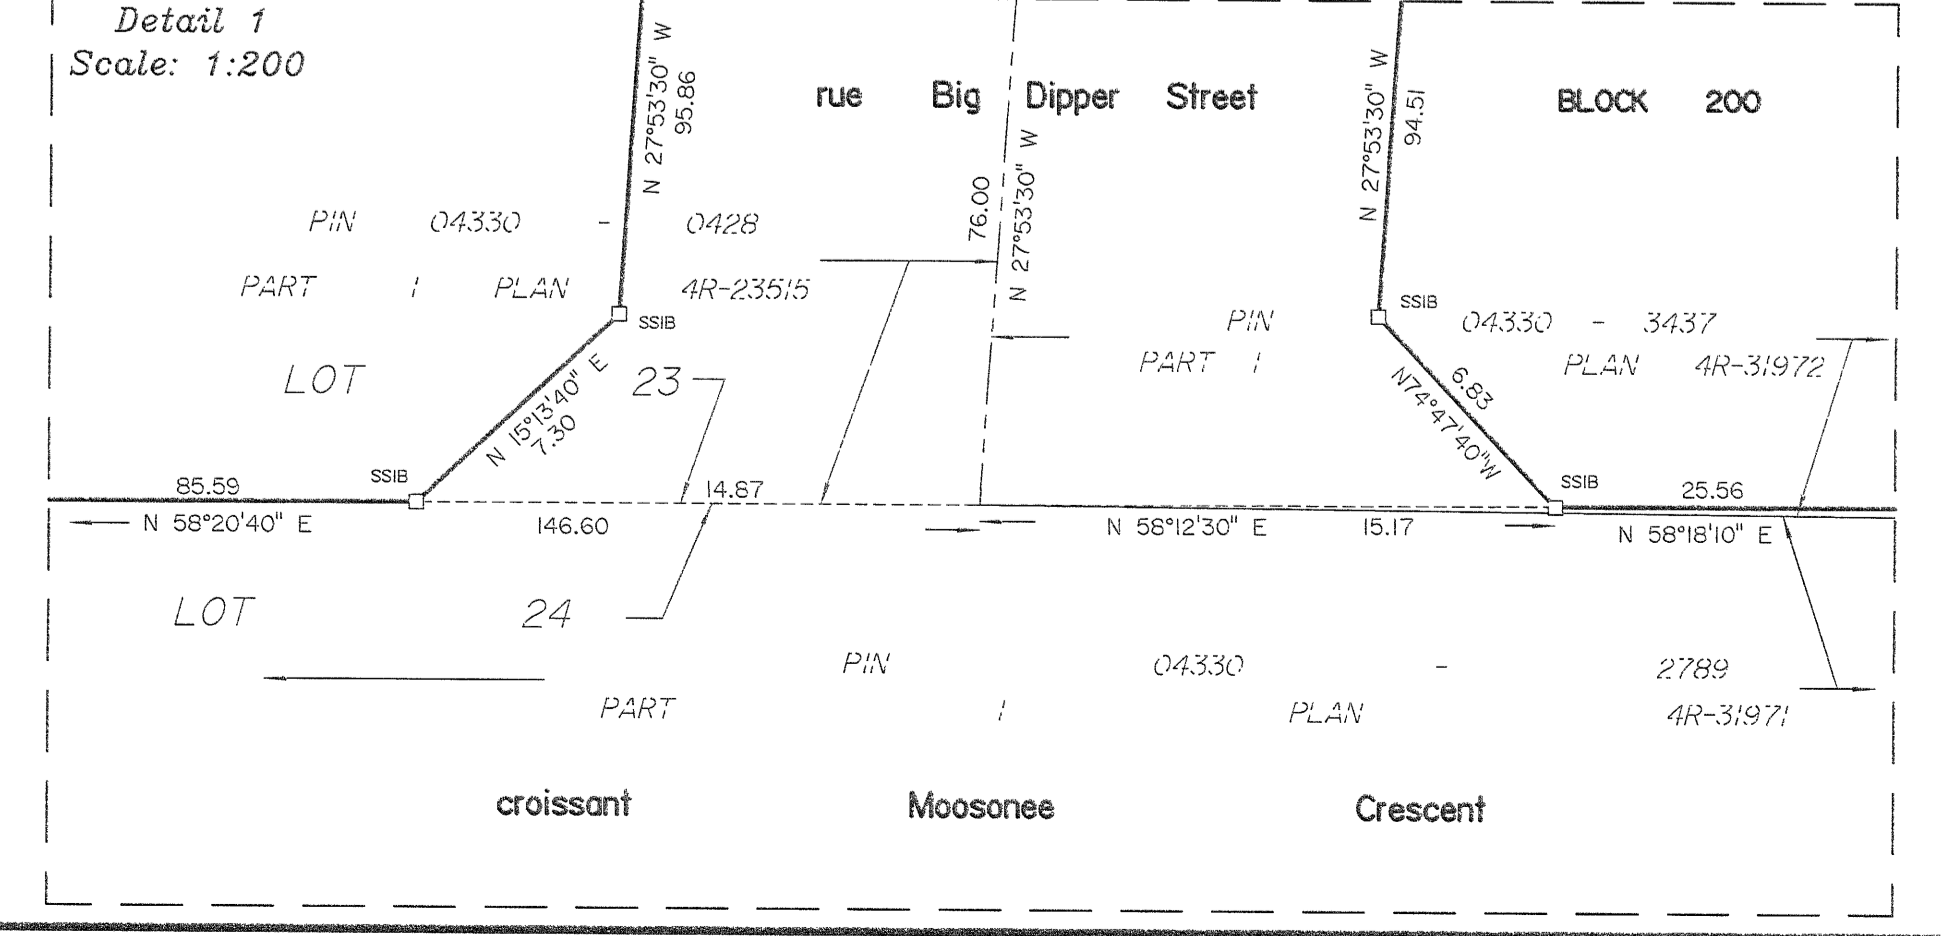 Detail 1
Scale: 1:200
N 27°53'30" W
95.86
rue Big Dipper Street
N 27°53'30" W
94.51
BLOCK 200
76.00
N 27°53'30" W
PIN 04330 - 0428
PART 1 PLAN 4R-23515
SSIB
SSIB
PIN 04330 - 3437
PART 1 PLAN 4R-31972
LOT 23
N 15°13'40" E
7.30
6.83
N74°47'40"W
SSIB
SSIB
85.59
14.87
25.56
N 58°20'40" E
146.60
N 58°12'30" E
15.17
N 58°18'10" E
LOT 24
PIN 04330 - 2789
PART 1 PLAN 4R-31971
croissant Moosonee Crescent